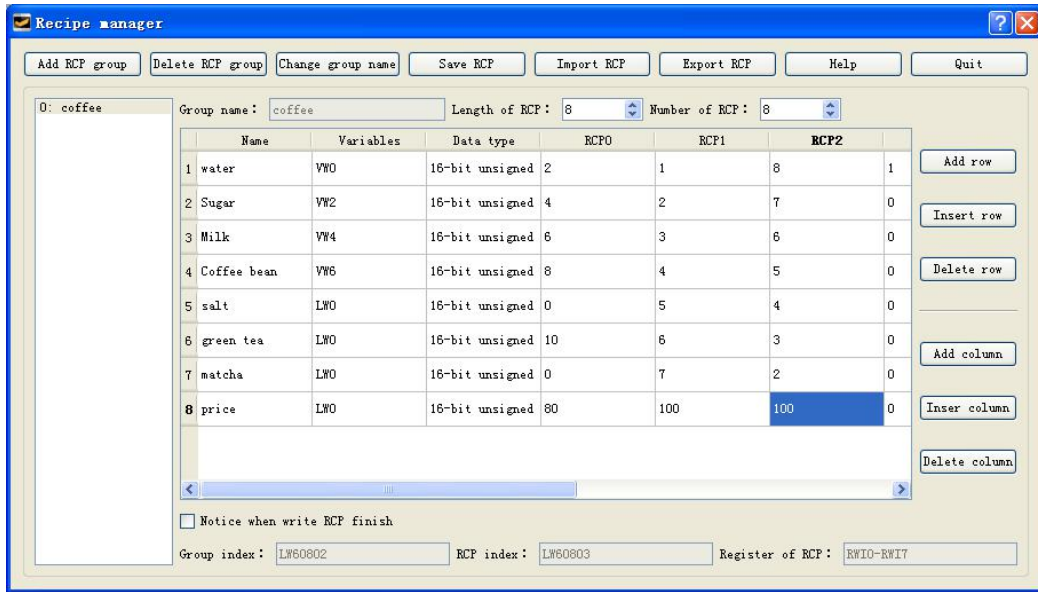 Recipe manager
Add RCP group Delete RCP group Change group name Save RCP Import RCP Export RCP Help Quit
0: coffee
Group name: coffee Length of RCP: 8 Number of RCP: 8
Name Variables Data type RCP0 RCP1 RCP2
1 water VW0 16-bit unsigned 2 1 8 1
2 Sugar VW2 16-bit unsigned 4 2 7 0
3 Milk VW4 16-bit unsigned 6 3 6 0
4 Coffee bean VW6 16-bit unsigned 8 4 5 0
5 salt LW0 16-bit unsigned 0 5 4 0
6 green tea LW0 16-bit unsigned 10 6 3 0
7 matcha LW0 16-bit unsigned 0 7 2 0
8 price LW0 16-bit unsigned 80 100 100 0
Add row
Insert row
Delete row
Add column
Inser column
Delete column
Notice when write RCP finish
Group index: LW60802 RCP index: LW60803 Register of RCP: RWI0-RWI7